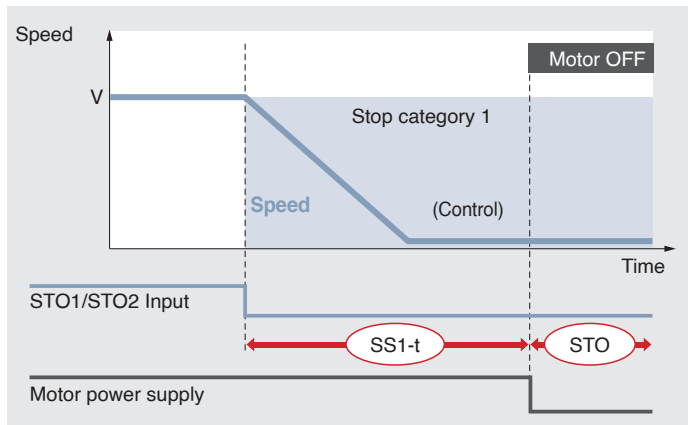 Speed
Motor OFF
V
Stop category 1
Speed
(Control)
Time
STO1/STO2 Input
SS1-t
STO
Motor power supply